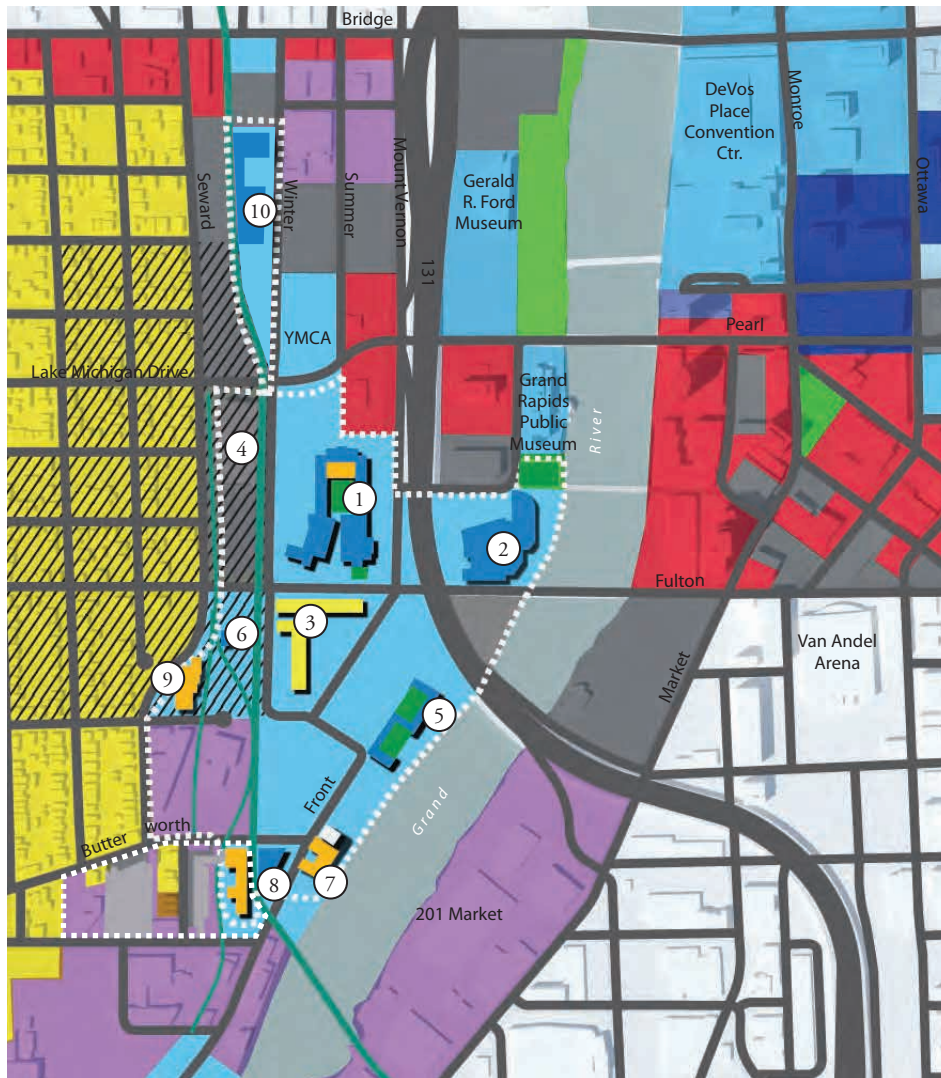 Bridge
DeVos
Place
Convention
Ctr.
Monroe
Ottawa
Seward
Winter
Summer
Mount Vernon
Gerald
R. Ford
Museum
10
131
YMCA
Pearl
Lake Michigan Drive
Grand
Rapids
Public
Museum
River
4
1
2
Fulton
3
6
Van Andel
Arena
9
Market
5
Front
Grand
Butter worth
8
7
201 Market